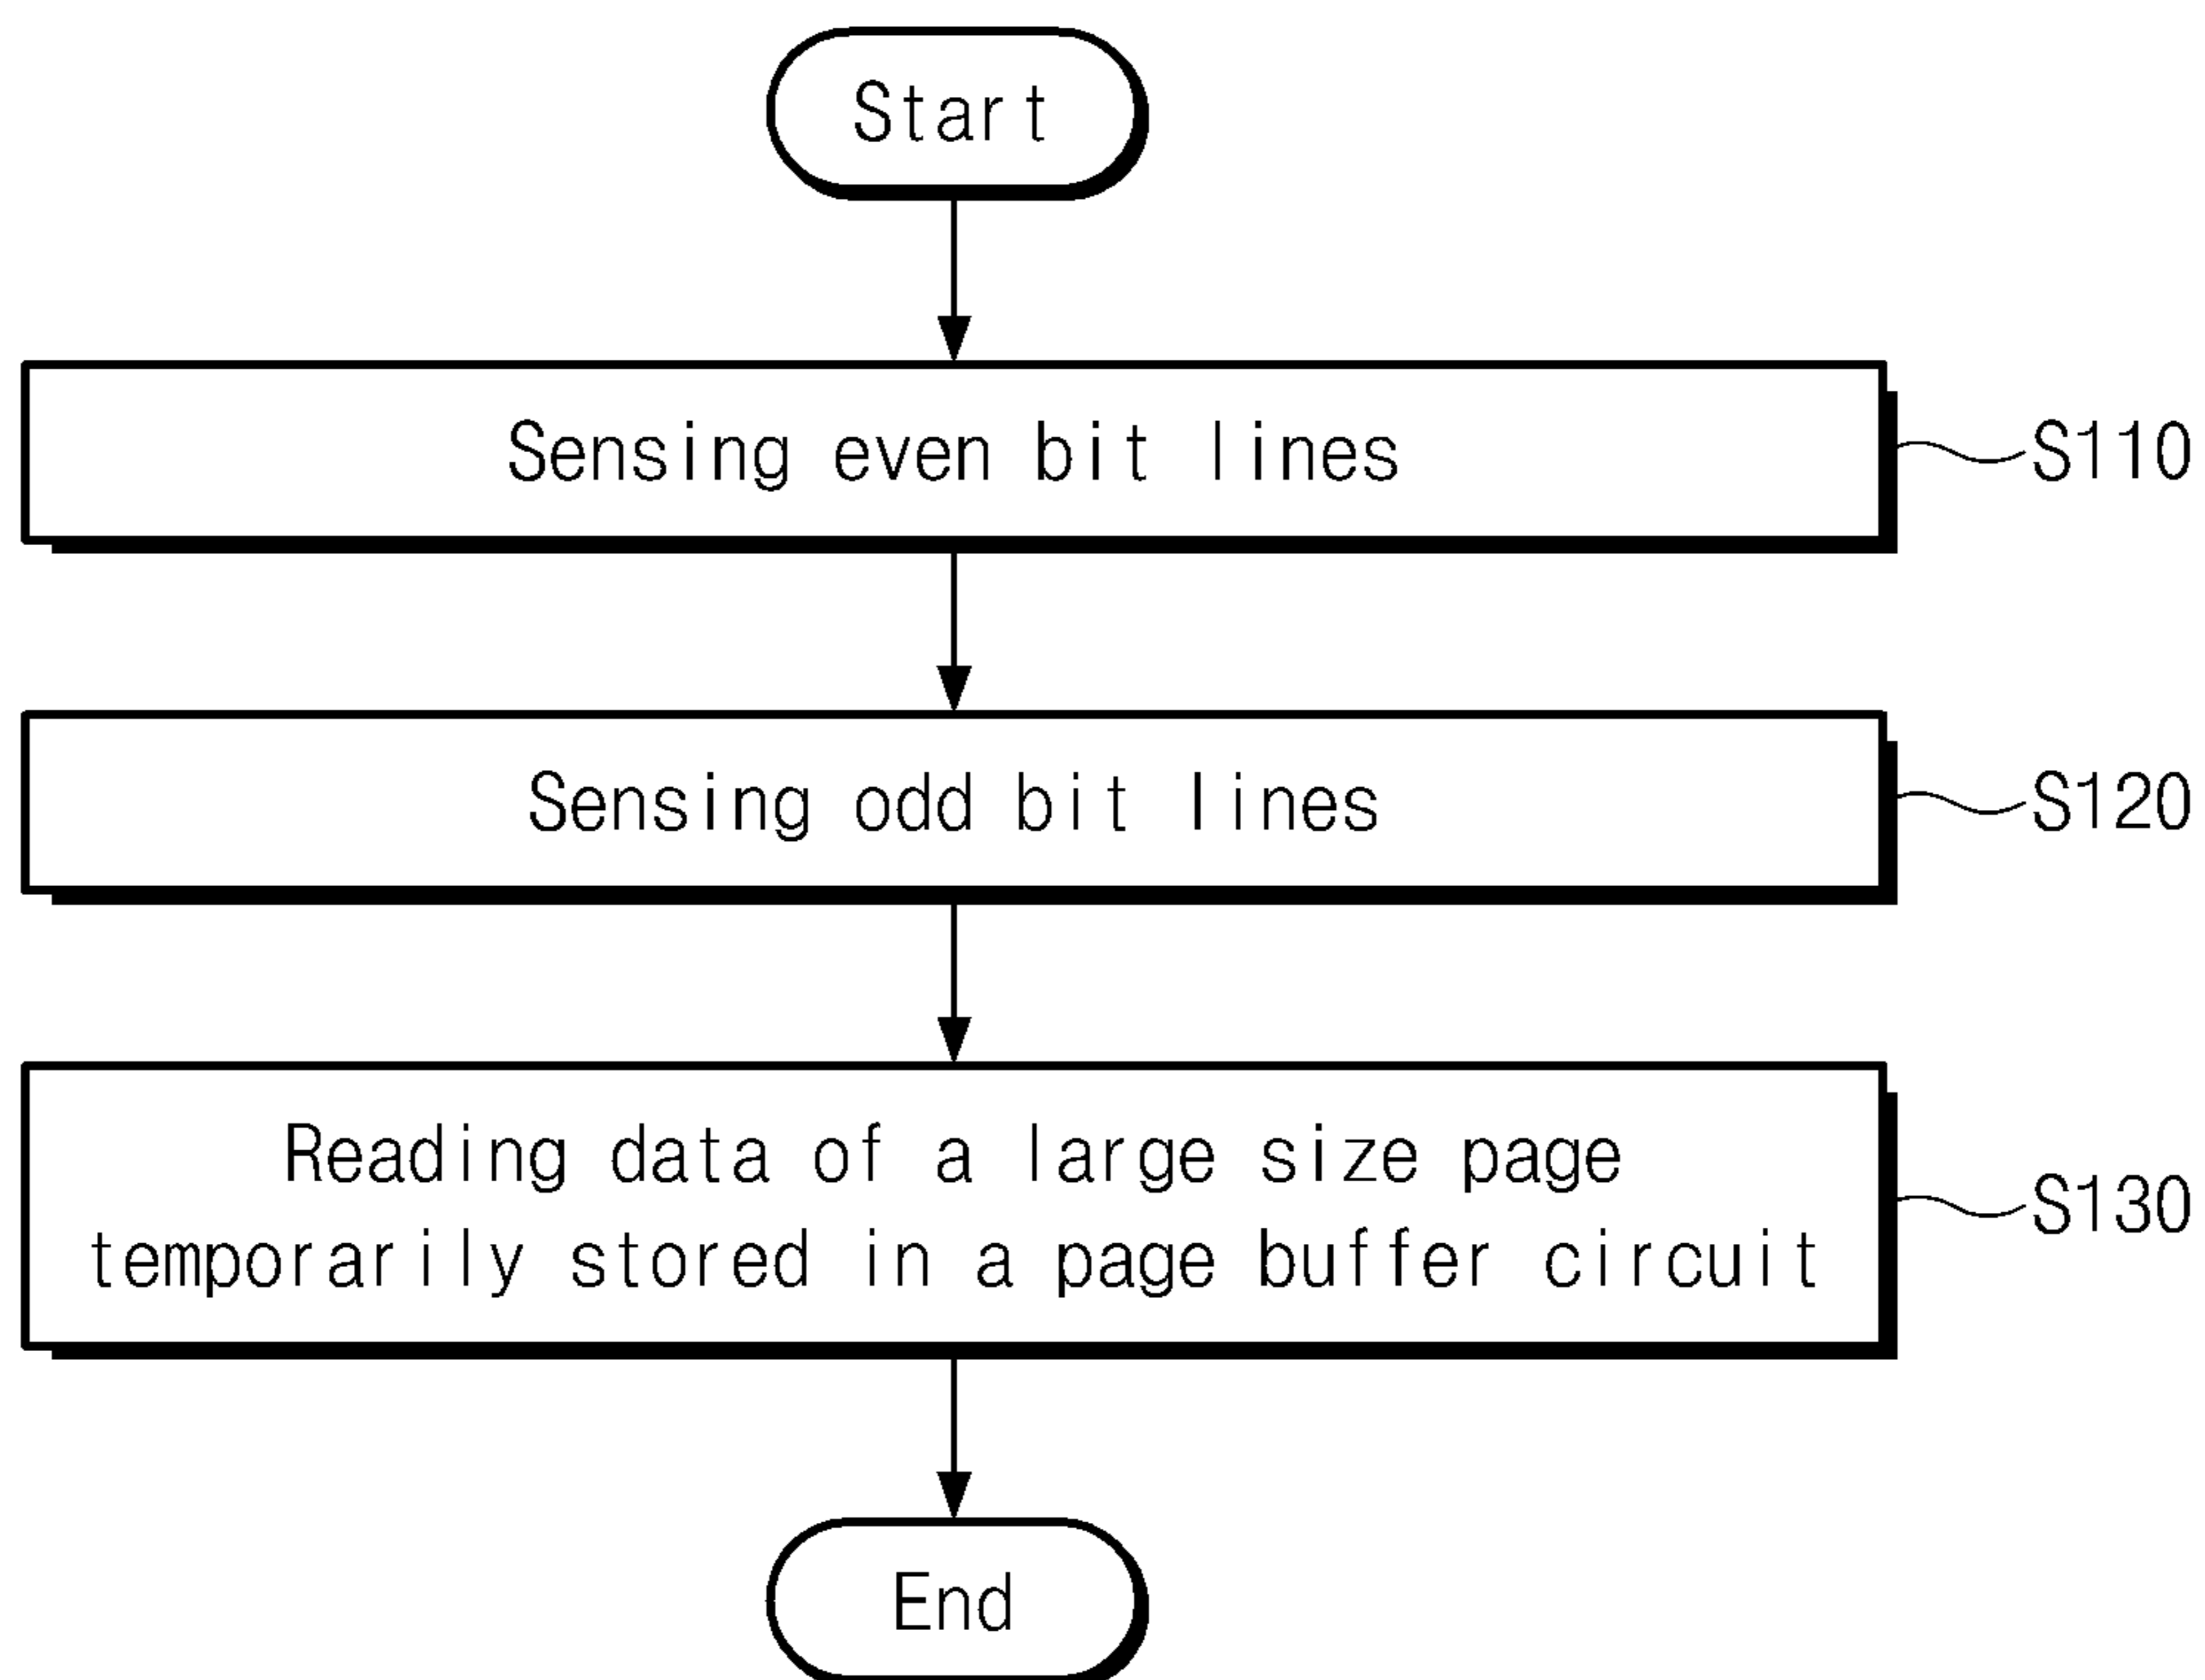 Start
Sensing even bit lines
S110
Sensing odd bit lines
S120
Reading data of a large size page
temporarily stored in a page buffer circuit
S130
End